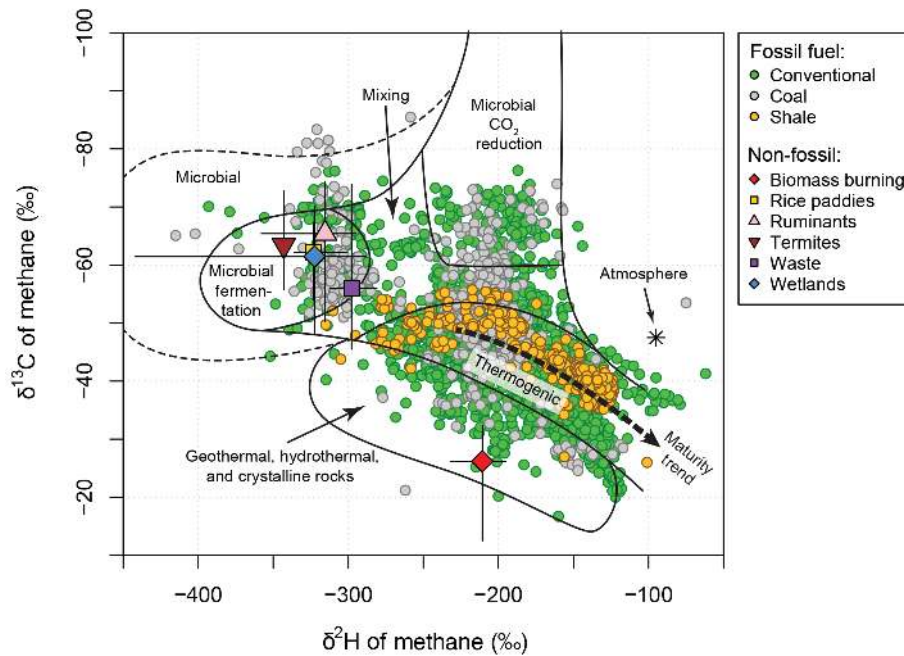 −100
−80
−60
−40
−20
δ¹³C of methane (‰)
−400
−300
−200
−100
δ²H of methane (‰)
Mixing
Microbial
CO₂
reduction
Microbial
Atmosphere
Microbial
fermen-
tation
Thermogenic
Maturity
trend
Geothermal, hydrothermal,
and crystalline rocks
Fossil fuel:
Conventional
Coal
Shale
Non-fossil:
Biomass burning
Rice paddies
Ruminants
Termites
Waste
Wetlands